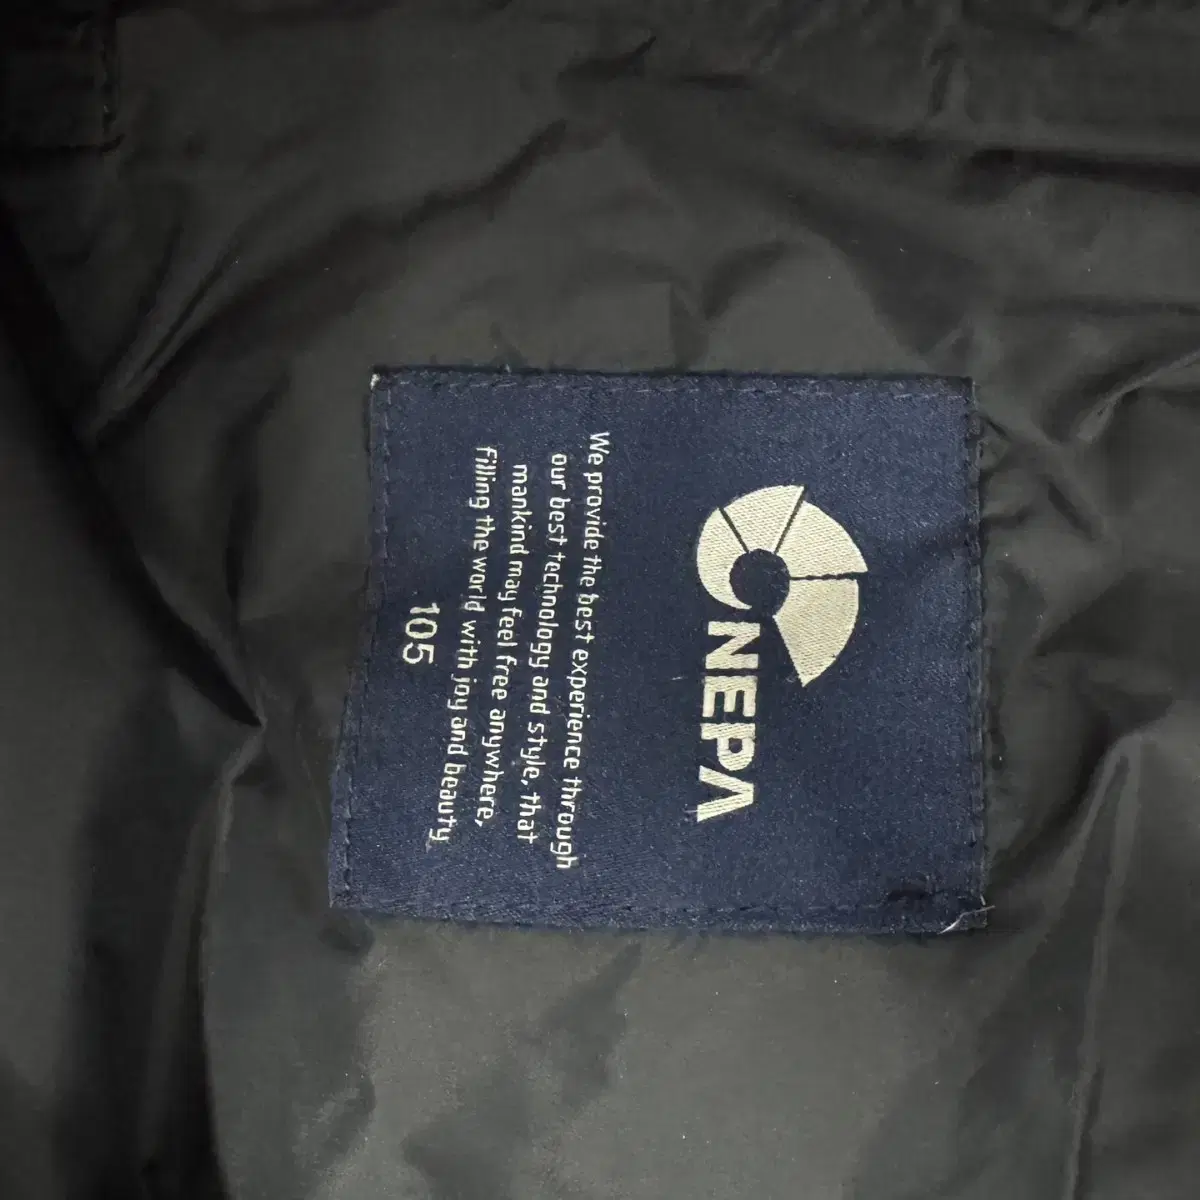 NEPA
We provide the best experience through
our best technology and style, that
mankind may feel free anywhere,
filling the world with joy and beauty
105